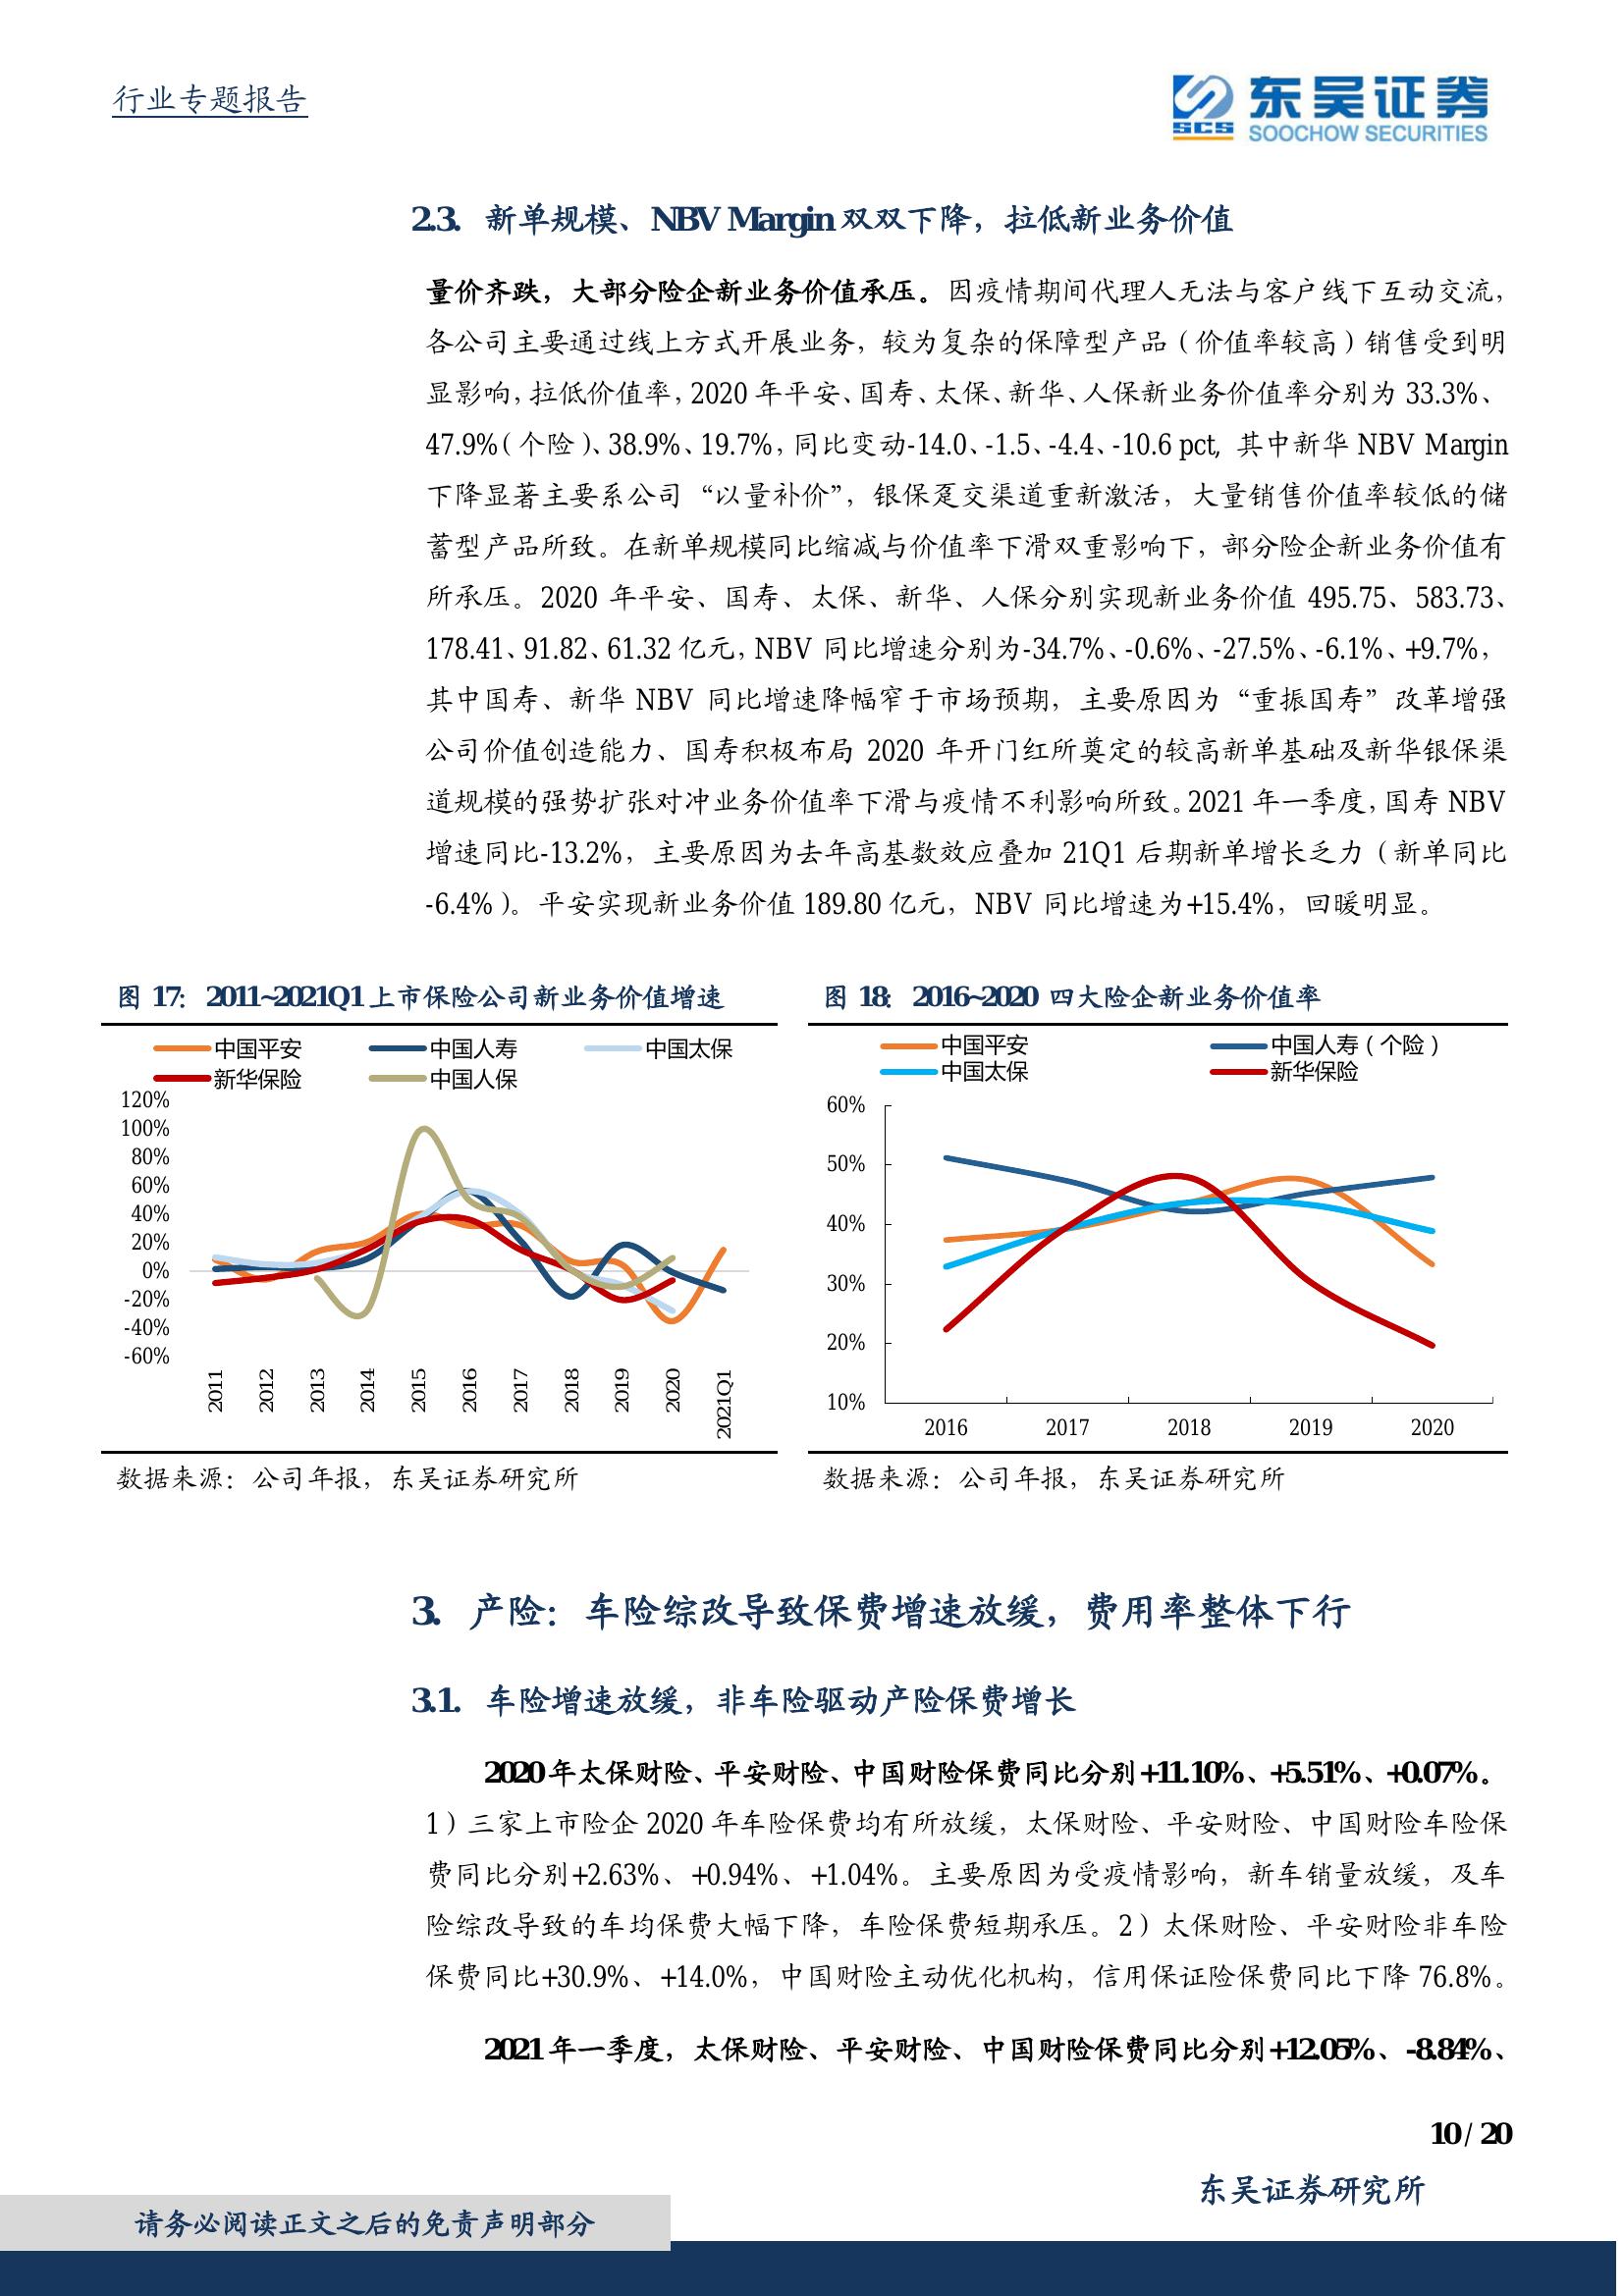 行业专题报告
SCS
东吴证券
SOOCHOW SECURITIES
2.3. 新单规模、NBV Margin 双双下降，拉低新业务价值
量价齐跌，大部分险企新业务价值承压。因疫情期间代理人无法与客户线下互动交流，
各公司主要通过线上方式开展业务，较为复杂的保障型产品（价值率较高）销售受到明
显影响，拉低价值率，2020 年平安、国寿、太保、新华、人保新业务价值率分别为 33.3%、
47.9%（个险）、38.9%、19.7%，同比变动-14.0、-1.5、-4.4、-10.6 pct，其中新华 NBV Margin
下降显著主要系公司“以量补价”，银保趸交渠道重新激活，大量销售价值率较低的储
蓄型产品所致。在新单规模同比缩减与价值率下滑双重影响下，部分险企新业务价值有
所承压。2020 年平安、国寿、太保、新华、人保分别实现新业务价值 495.75、583.73、
178.41、91.82、61.32 亿元，NBV 同比增速分别为-34.7%、-0.6%、-27.5%、-6.1%、+9.7%，
其中国寿、新华 NBV 同比增速降幅窄于市场预期，主要原因为“重振国寿”改革增强
公司价值创造能力、国寿积极布局 2020 年开门红所奠定的较高新单基础及新华银保渠
道规模的强势扩张对冲业务价值率下滑与疫情不利影响所致。2021 年一季度，国寿 NBV
增速同比-13.2%，主要原因为去年高基数效应叠加 21Q1 后期新单增长乏力（新单同比
-6.4%）。平安实现新业务价值 189.80 亿元，NBV 同比增速为+15.4%，回暖明显。
图 17：2011~2021Q1 上市保险公司新业务价值增速
中国平安 中国人寿 中国太保
新华保险 中国人保
120%
100%
80%
60%
40%
20%
0%
-20%
-40%
-60%
2011 2012 2013 2014 2015 2016 2017 2018 2019 2020 2021Q1
数据来源：公司年报，东吴证券研究所
图 18：2016~2020 四大险企新业务价值率
中国平安 中国人寿（个险）
中国太保 新华保险
60%
50%
40%
30%
20%
10%
2016 2017 2018 2019 2020
数据来源：公司年报，东吴证券研究所
3. 产险：车险综改导致保费增速放缓，费用率整体下行
3.1. 车险增速放缓，非车险驱动产险保费增长
2020 年太保财险、平安财险、中国财险保费同比分别+11.10%、+5.51%、+0.07%。
1）三家上市险企 2020 年车险保费均有所放缓，太保财险、平安财险、中国财险车险保
费同比分别+2.63%、+0.94%、+1.04%。主要原因为受疫情影响，新车销量放缓，及车
险综改导致的车均保费大幅下降，车险保费短期承压。2）太保财险、平安财险非车险
保费同比+30.9%、+14.0%，中国财险主动优化机构，信用保证险保费同比下降 76.8%。
2021 年一季度，太保财险、平安财险、中国财险保费同比分别+12.05%、-8.84%、
10 / 20
东吴证券研究所
请务必阅读正文之后的免责声明部分